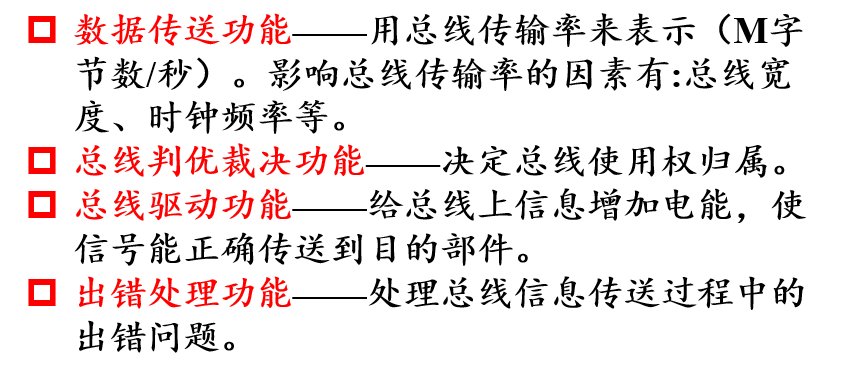 数据传送功能——用总线传输率来表示（M字
节数/秒）。影响总线传输率的因素有:总线宽
度、时钟频率等。
总线判优裁决功能——决定总线使用权归属。
总线驱动功能——给总线上信息增加电能，使
信号能正确传送到目的部件。
出错处理功能——处理总线信息传送过程中的
出错问题。